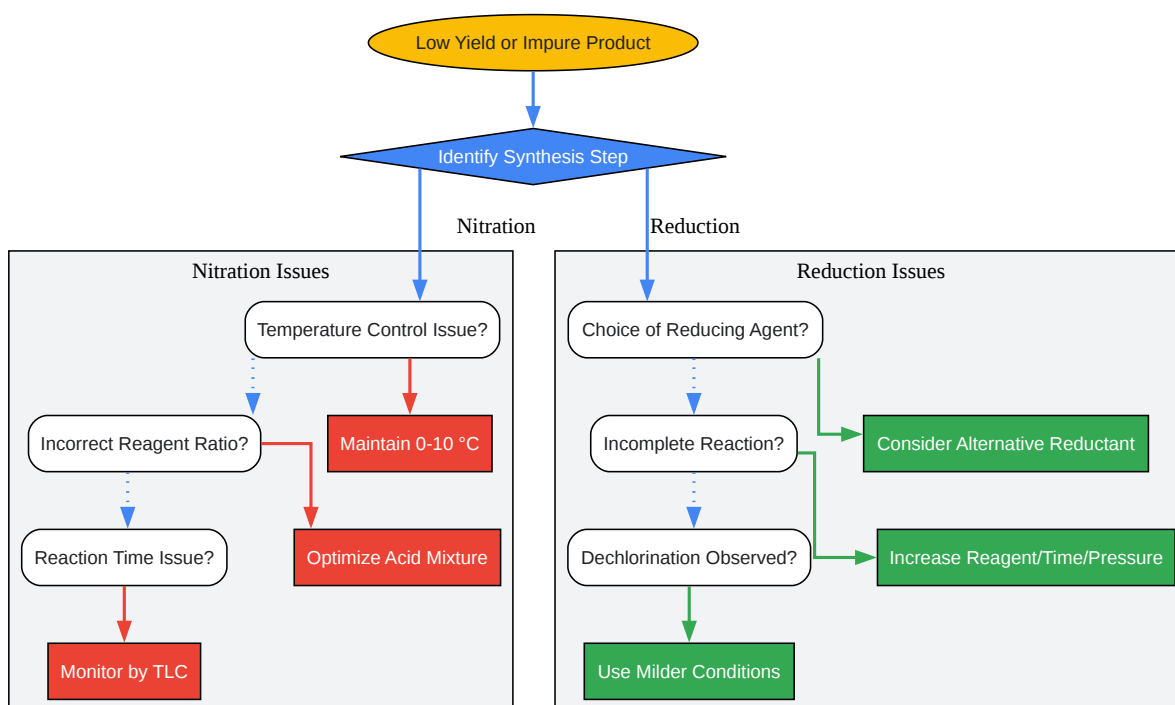 Low Yield or Impure Product
Identify Synthesis Step
Nitration
Reduction
Nitration Issues
Reduction Issues
Temperature Control Issue?
Choice of Reducing Agent?
Incorrect Reagent Ratio?
Maintain 0-10 °C
Incomplete Reaction?
Consider Alternative Reductant
Reaction Time Issue?
Optimize Acid Mixture
Dechlorination Observed?
Increase Reagent/Time/Pressure
Monitor by TLC
Use Milder Conditions